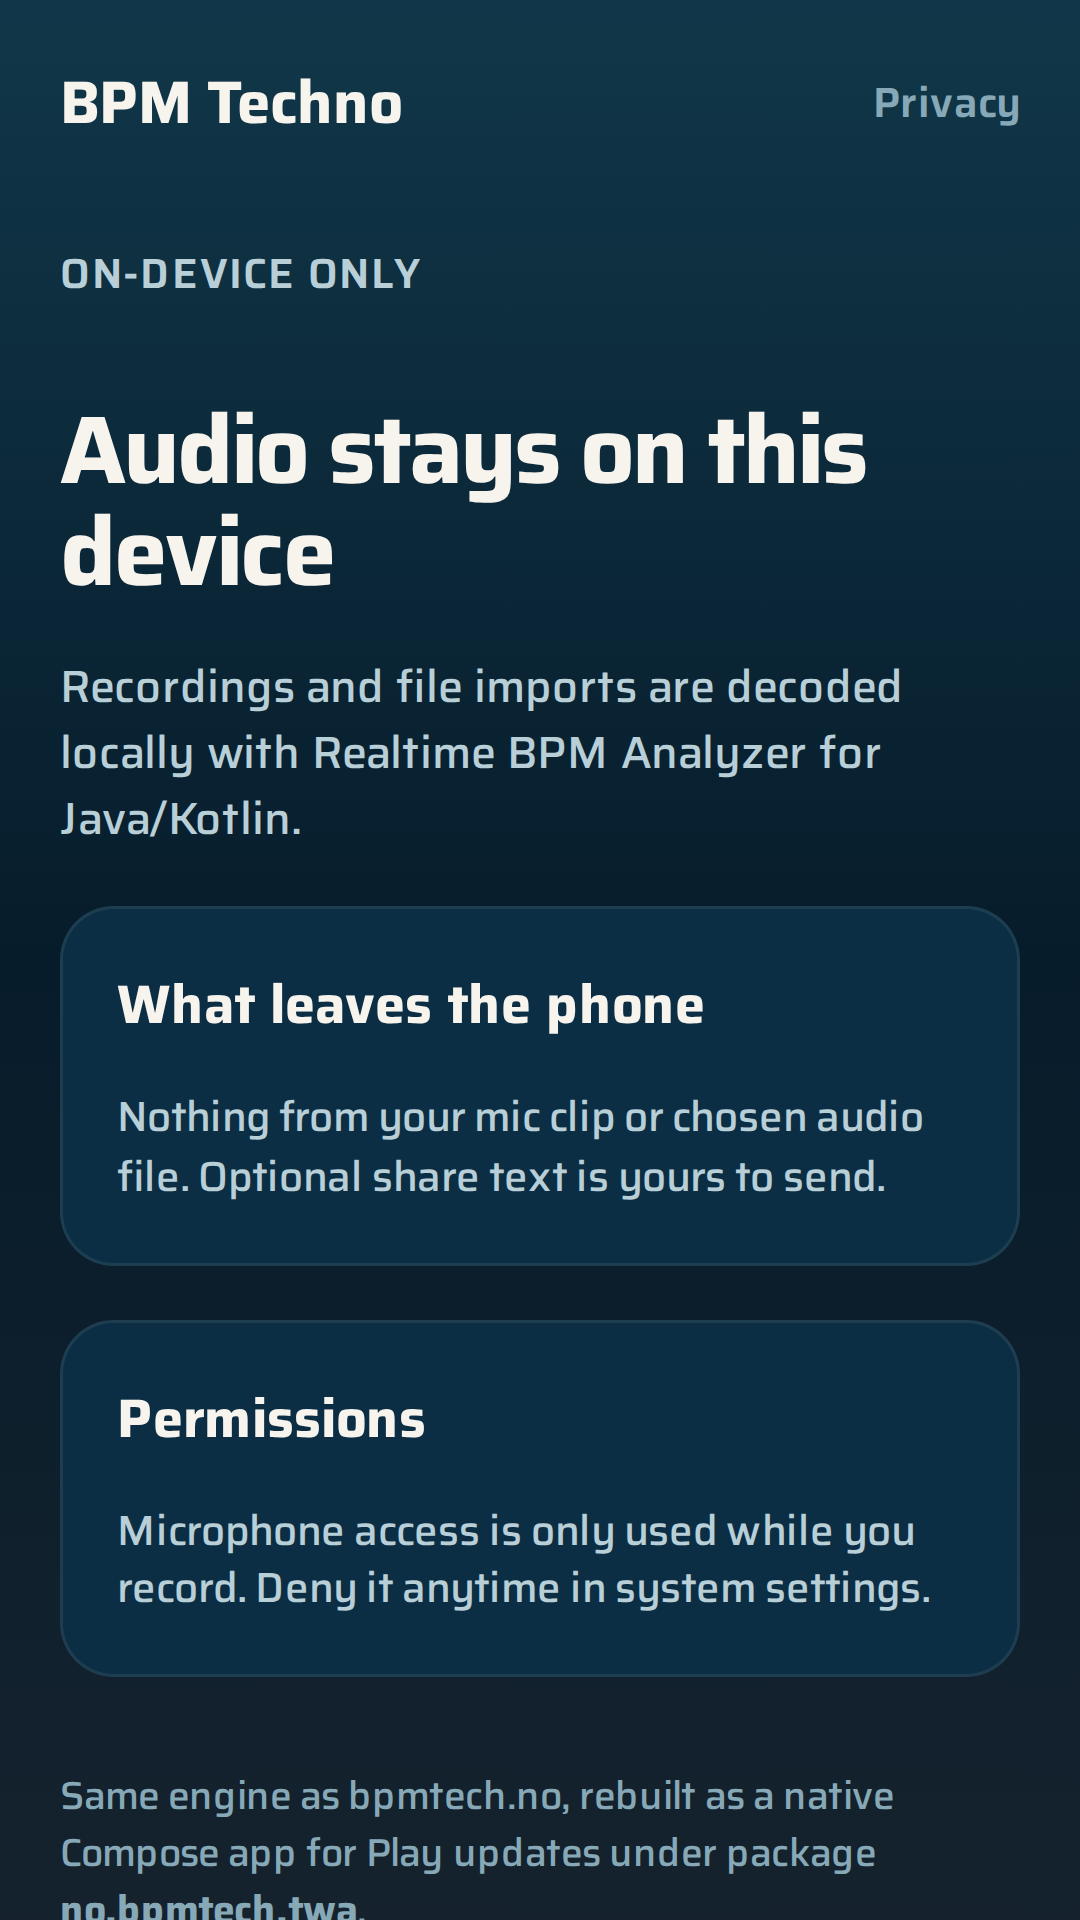 BPM Techno
Privacy
ON-DEVICE ONLY
Audio stays on this
device
Recordings and file imports are decoded
locally with Realtime BPM Analyzer for
Java/Kotlin.
What leaves the phone
Nothing from your mic clip or chosen audio
file. Optional share text is yours to send.
Permissions
Microphone access is only used while you
record. Deny it anytime in system settings.
Same engine as bpmtech.no, rebuilt as a native
Compose app for Play updates under package
no.bpmtech.twa.